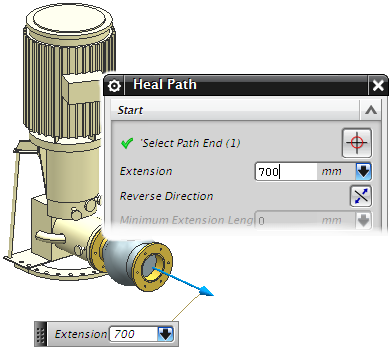 Heal Path
Start
*Select Path End (1)
Extension 700 mm
Reverse Direction
Minimum Extension Leng 0 mm
Extension 700